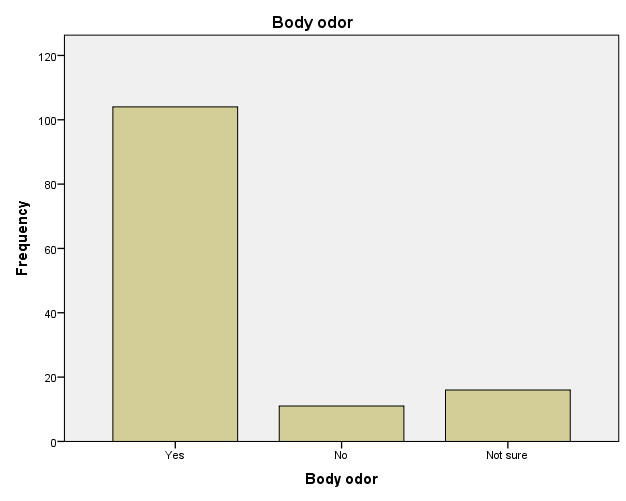 Body odor
120
100
80
60
40
20
0
Frequency
Yes
No
Not sure
Body odor